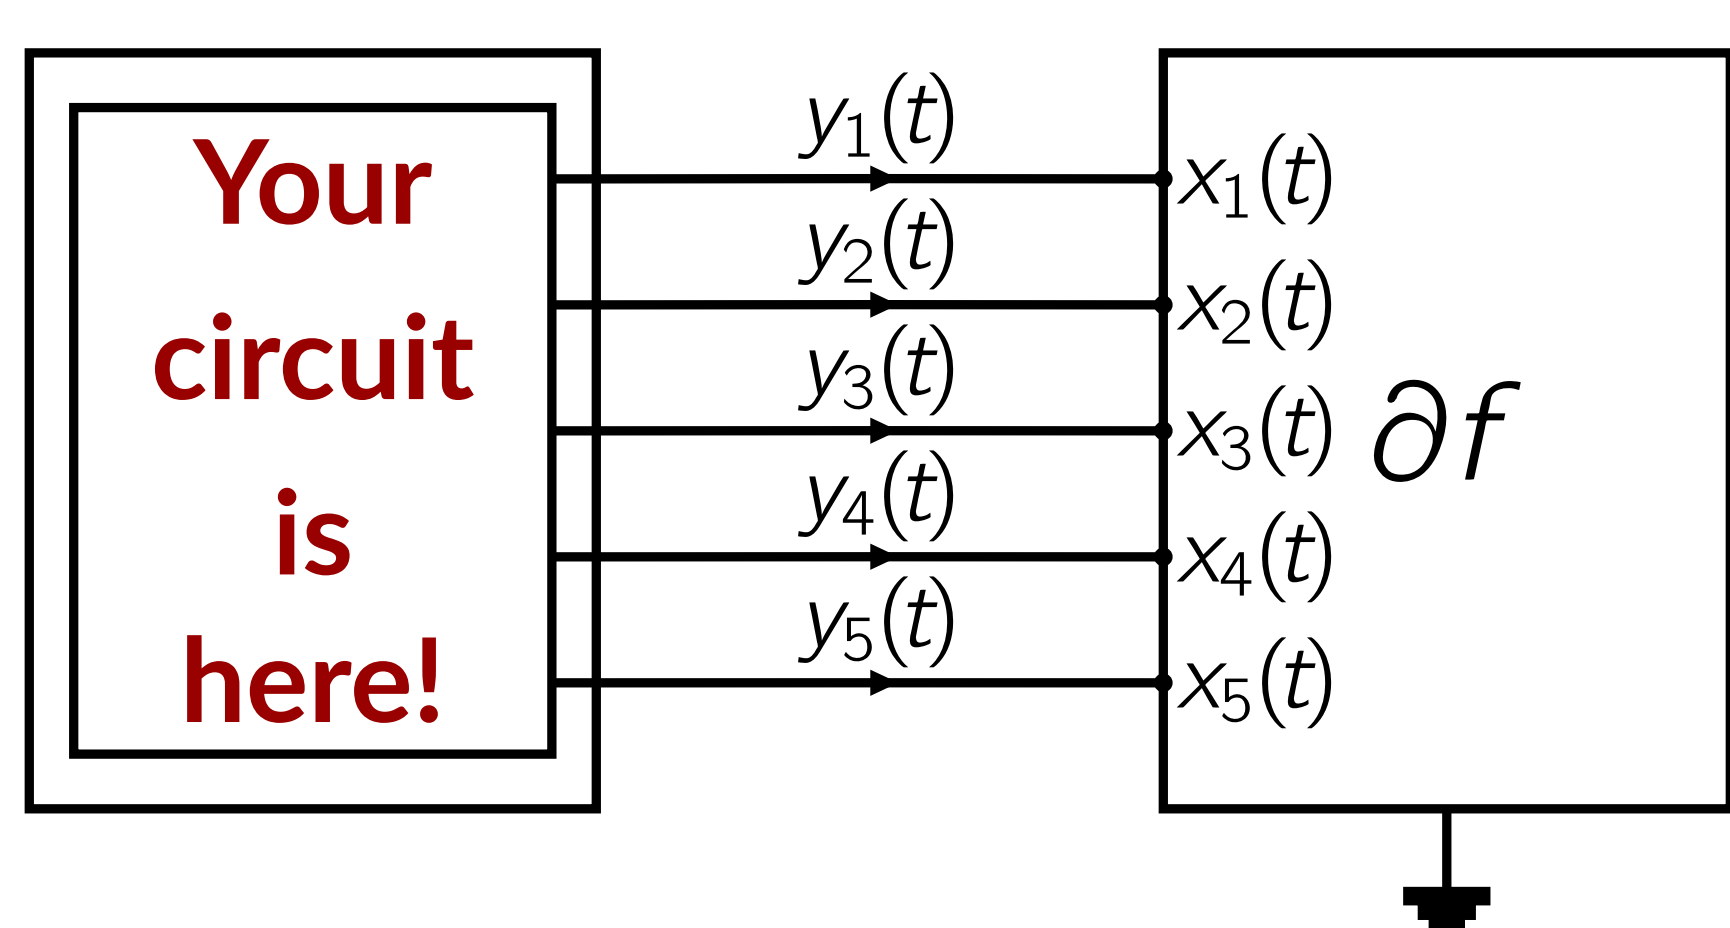 Your
circuit
is
here!
y₁(t)
y₂(t)
y₃(t)
y₄(t)
y₅(t)
x₁(t)
x₂(t)
x₃(t)
x₄(t)
x₅(t)
∂f